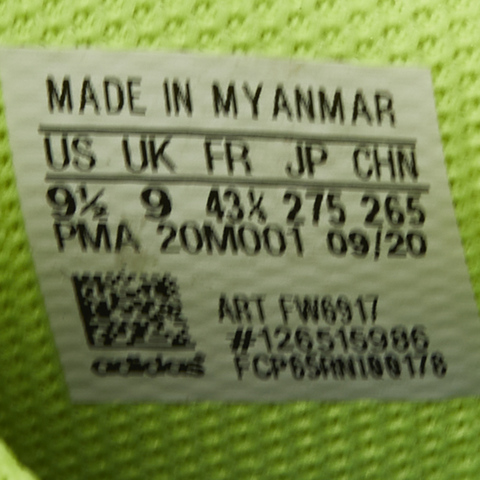 MADE IN MYANMAR
US UK FR JP CHN
9½ 9 43⅓ 275 265
PMA 20M001 09/20
ART FW6917
#126516986
adidas